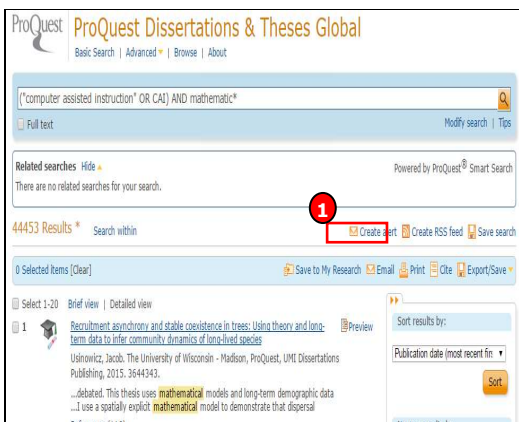 ProQuest
ProQuest Dissertations & Theses Global
Basic Search | Advanced | Browse | About
("computer assisted instruction" OR CAI) AND mathematic*
Full text
Modify search | Tips
Related searches Hide
Powered by ProQuest® Smart Search
There are no related searches for your search.
1
44453 Results * Search within
Create alert Create RSS feed Save search
0 Selected items [Clear]
Save to My Research Email Print Cite Export/Save
Select 1-20 Brief view | Detailed view
1 Recruitment asynchrony and stable coexistence in trees: Using theory and long-
term data to infer community dynamics of long-lived species
Preview
Usinowicz, Jacob. The University of Wisconsin - Madison, ProQuest, UMI Dissertations
Publishing, 2015. 3644343.
...debated. This thesis uses mathematical models and long-term demographic data
...I use a spatially explicit mathematical model to demonstrate that dispersal
Sort results by:
Publication date (most recent firs
Sort